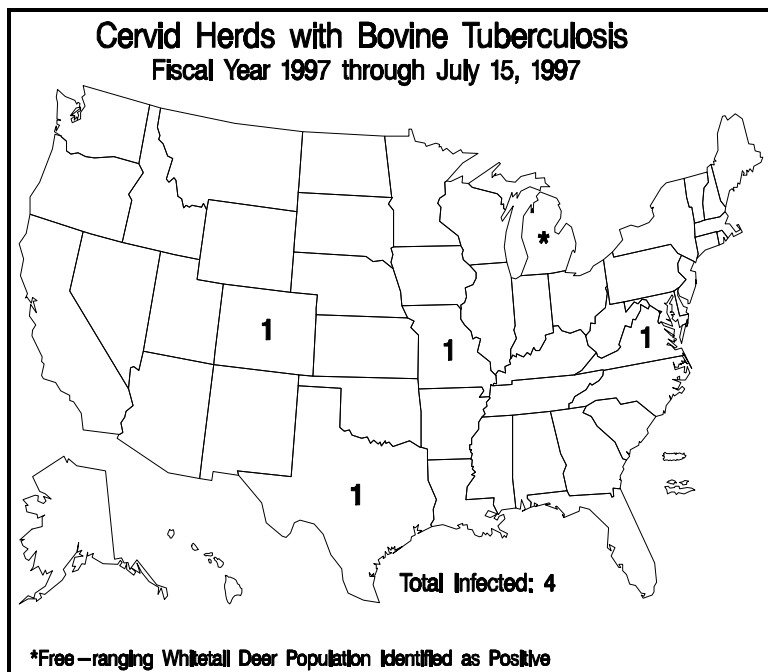 Cervid Herds with Bovine Tuberculosis
Fiscal Year 1997 through July 15, 1997
*
1
1
1
1
Total Infected: 4
*Free-ranging Whitetail Deer Population Identified as Positive